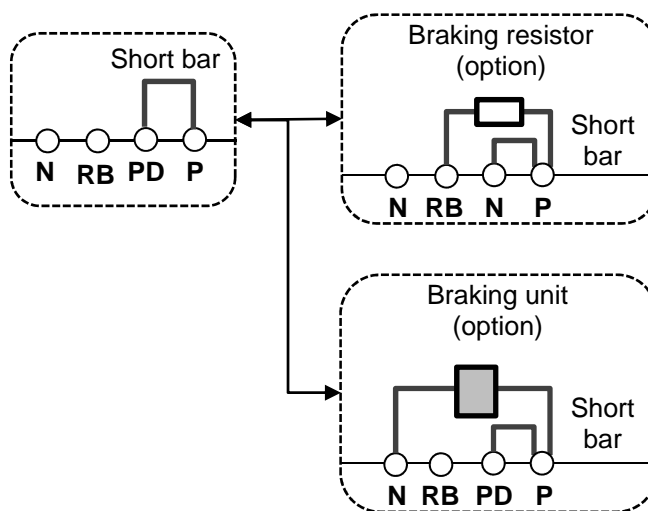 Short bar
N RB PD P
Braking resistor
(option)
Short
bar
N RB N P
Braking unit
(option)
Short
bar
N RB PD P